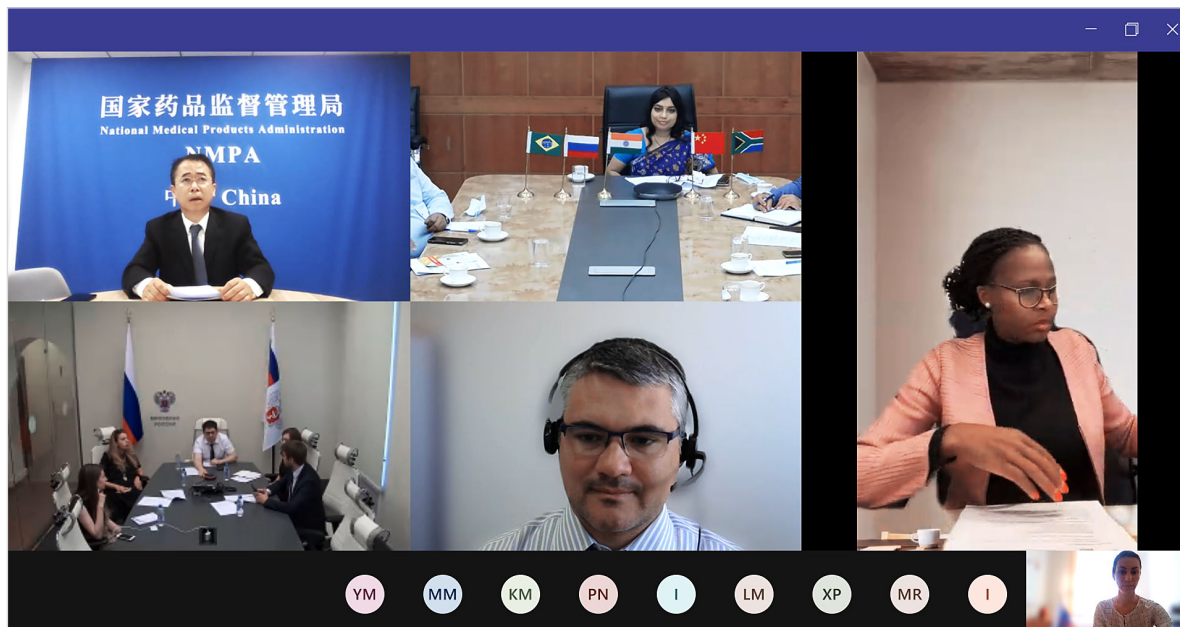 国家药品监督管理局
National Medical Products Administration
NMPA
China
YM
MM
KM
PN
I
LM
XP
MR
I